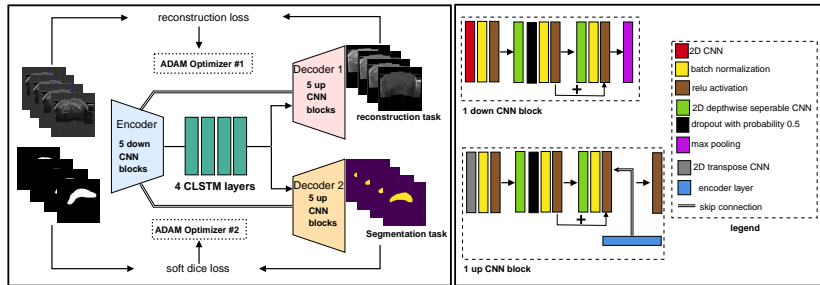 reconstruction loss
ADAM Optimizer #1
Decoder 1
5 up
CNN
blocks
reconstruction task
Encoder
5 down
CNN
blocks
4 CLSTM layers
Decoder 2
5 up
CNN
blocks
ADAM Optimizer #2
Segmentation task
soft dice loss
+
1 down CNN block
+
1 up CNN block
2D CNN
batch normalization
relu activation
2D depthwise seperable CNN
dropout with probability 0.5
max pooling
2D transpose CNN
encoder layer
skip connection
legend